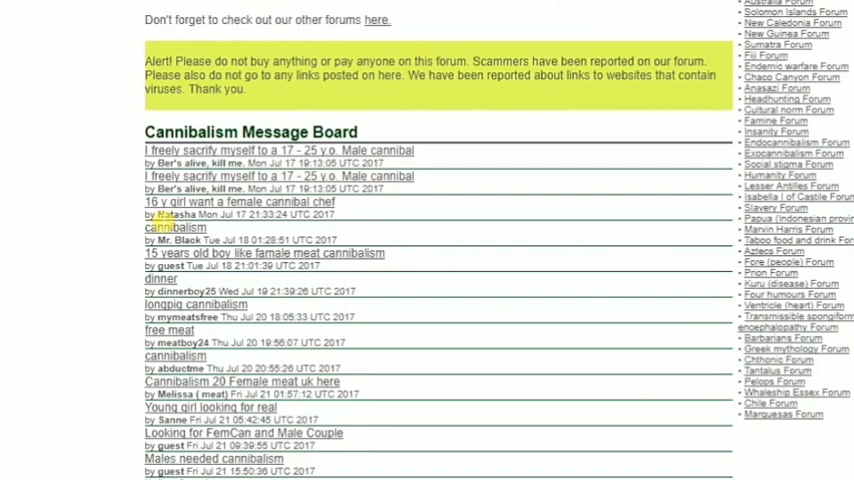 Don't forget to check out our other forums here.
Alert! Please do not buy anything or pay anyone on this forum. Scammers have been reported on our forum.
Please also do not go to any links posted on here. We have been reported about links to websites that contain
viruses. Thank you.
Cannibalism Message Board
I freely sacrify myself to a 17 - 25 y.o. Male cannibal
by Ber's alive, kill me. Mon Jul 17 19:13:05 UTC 2017
I freely sacrify myself to a 17 - 25 y.o. Male cannibal
by Ber's alive, kill me. Mon Jul 17 19:13:05 UTC 2017
16 y girl want a female cannibal chef
by Natasha Mon Jul 17 21:33:24 UTC 2017
cannibalism
by Mr. Black Tue Jul 18 01:28:51 UTC 2017
15 years old boy like famale meat cannibalism
by guest Tue Jul 18 21:01:39 UTC 2017
dinner
by dinnerboy25 Wed Jul 19 21:39:26 UTC 2017
longpig cannibalism
by mymeatsfree Thu Jul 20 18:05:33 UTC 2017
free meat
by meatboy24 Thu Jul 20 19:56:07 UTC 2017
cannibalism
by abductme Thu Jul 20 20:55:26 UTC 2017
Cannibalism 20 Female meat uk here
by Melissa ( meat) Fri Jul 21 01:57:12 UTC 2017
Young girl looking for real
by Sanne Fri Jul 21 05:42:45 UTC 2017
Looking for FemCan and Male Couple
by guest Fri Jul 21 09:39:55 UTC 2017
Males needed cannibalism
by guest Fri Jul 21 15:50:36 UTC 2017
• Australia Forum
• Solomon Islands Forum
• New Caledonia Forum
• New Guinea Forum
• Sumatra Forum
• Fiji Forum
• Endemic warfare Forum
• Chaco Canyon Forum
• Anasazi Forum
• Headhunting Forum
• Cultural norm Forum
• Famine Forum
• Insanity Forum
• Endocannibalism Forum
• Exocannibalism Forum
• Social stigma Forum
• Humanity Forum
• Lesser Antilles Forum
• Isabella I of Castile Forum
• Slavery Forum
• Papua (Indonesian provin
• Marvin Harris Forum
• Taboo food and drink For
• Aztecs Forum
• Fore (people) Forum
• Prion Forum
• Kuru (disease) Forum
• Four humours Forum
• Ventricle (heart) Forum
• Transmissible spongiform
encephalopathy Forum
• Barbarians Forum
• Greek mythology Forum
• Chthonic Forum
• Tantalus Forum
• Pelops Forum
• Whaleship Essex Forum
• Chile Forum
• Marquesas Forum